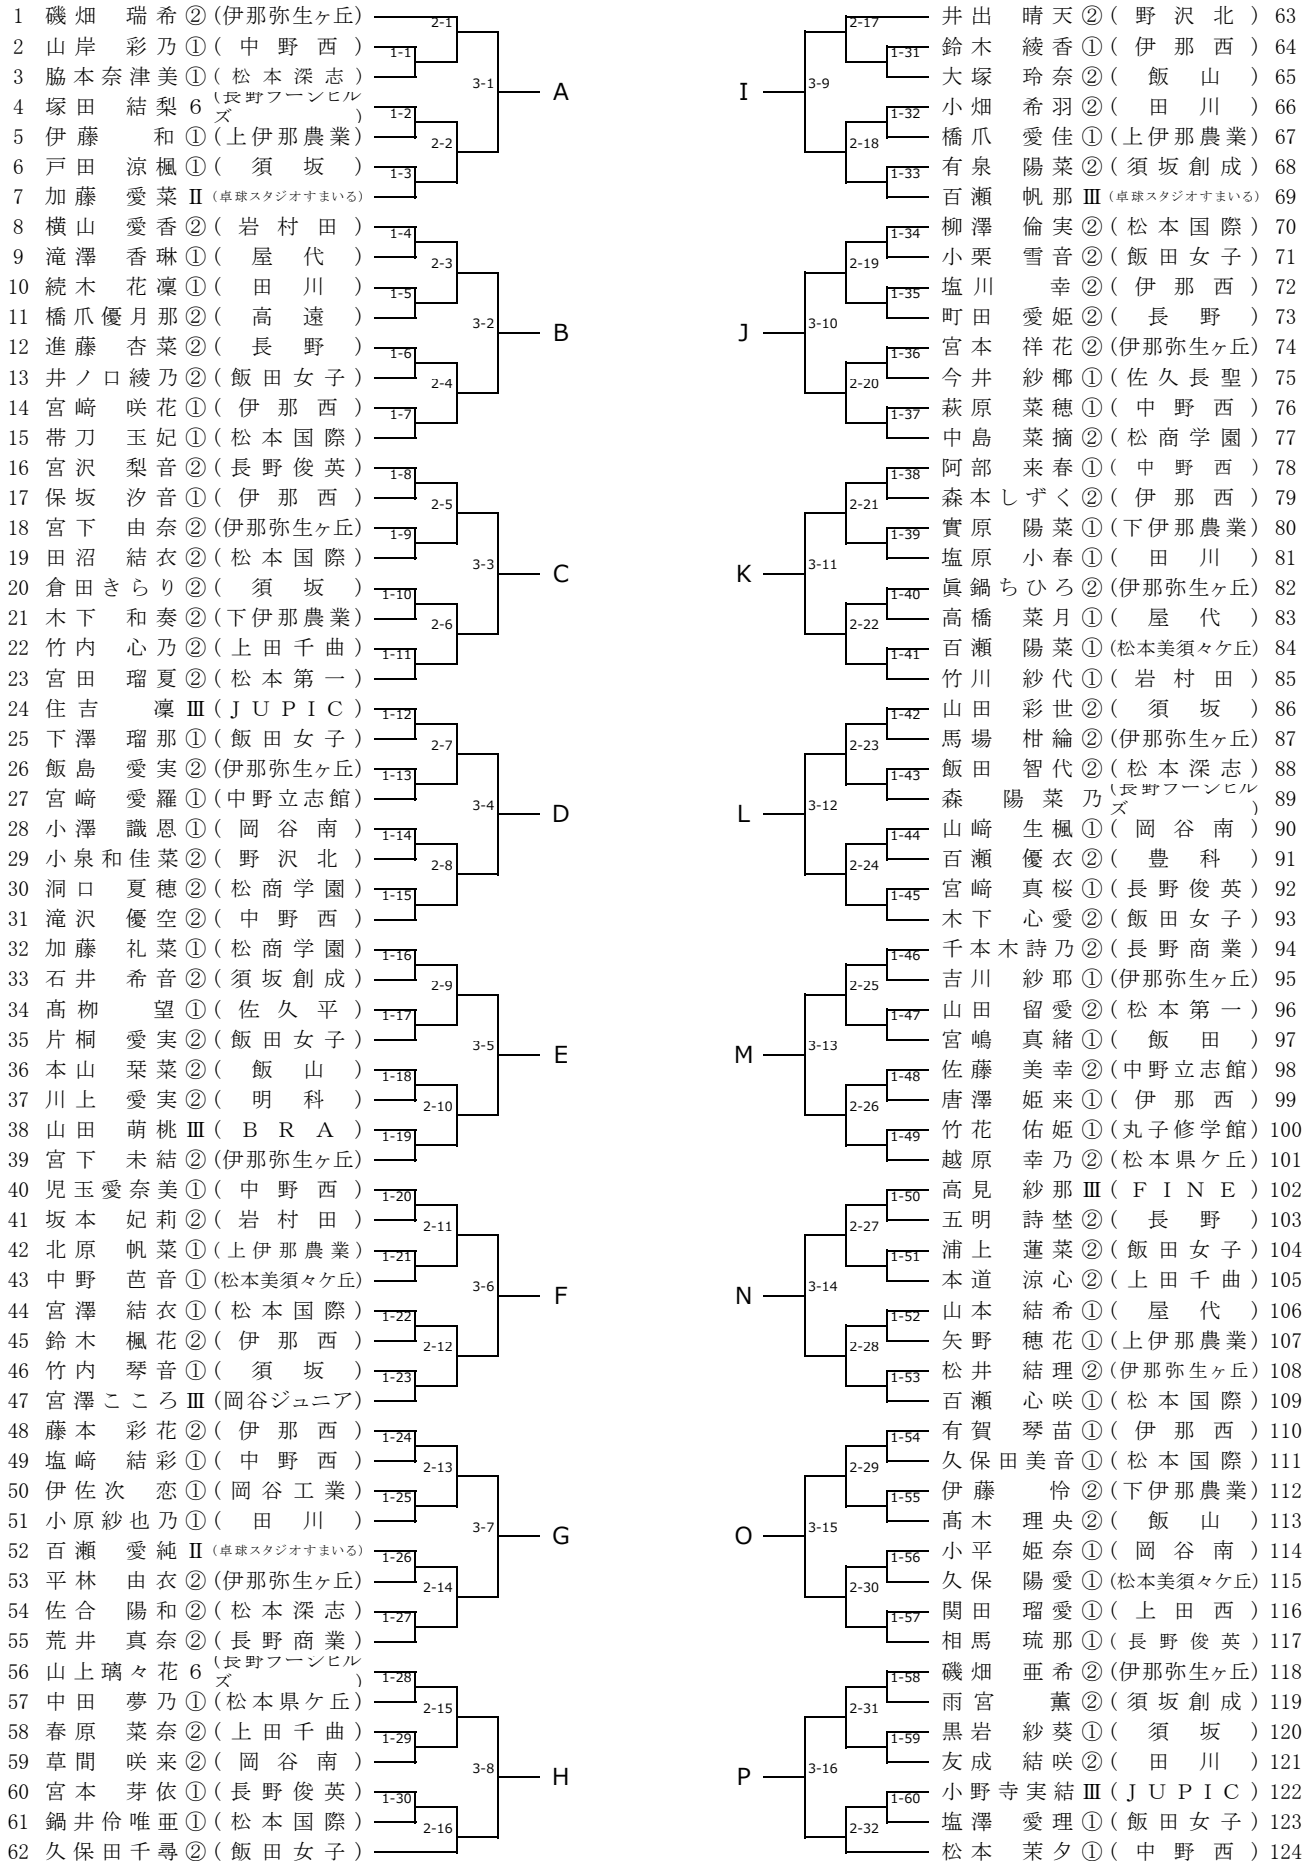 1 磯畑 瑞希② (伊那弥生ヶ丘)
2 山岸 彩乃① (中野西)
3 脇本奈津美① (松本深志)
4 塚田 結梨6 (長野ラーンヒルズ)
5 伊藤 和① (上伊那農業)
6 戸田 涼楓① (須坂)
7 加藤 愛菜Ⅱ (卓球スタジオすまいる)
8 横山 愛香② (岩村田)
9 滝澤 香琳① (屋代)
10 続木 花凜① (田川)
11 橋爪優月那② (高遠)
12 進藤 杏菜② (長野)
13 井ノ口綾乃② (飯田女子)
14 宮﨑 咲花① (伊那西)
15 帯刀 玉妃① (松本国際)
16 宮沢 梨音② (長野俊英)
17 保坂 汐音① (伊那西)
18 宮下 由奈② (伊那弥生ヶ丘)
19 田沼 結衣② (松本国際)
20 倉田きらり② (須坂)
21 木下 和奏② (下伊那農業)
22 竹内 心乃② (上田千曲)
23 宮田 瑠夏② (松本第一)
24 住吉 凜Ⅲ (JUPIC)
25 下澤 瑠那① (飯田女子)
26 飯島 愛実② (伊那弥生ヶ丘)
27 宮﨑 愛羅① (中野立志館)
28 小澤 識恩① (岡谷南)
29 小泉和佳菜② (野沢北)
30 洞口 夏穂② (松商学園)
31 滝沢 優空② (中野西)
32 加藤 礼菜① (松商学園)
33 石井 希音② (須坂創成)
34 髙栁 望① (佐久平)
35 片桐 愛実② (飯田女子)
36 本山 栞菜② (飯山)
37 川上 愛実② (明科)
38 山田 萌桃Ⅲ (BRA)
39 宮下 未結② (伊那弥生ヶ丘)
40 児玉愛奈美① (中野西)
41 坂本 妃莉② (岩村田)
42 北原 帆菜① (上伊那農業)
43 中野 芭音① (松本美須々ケ丘)
44 宮澤 結衣① (松本国際)
45 鈴木 楓花② (伊那西)
46 竹内 琴音① (須坂)
47 宮澤こころⅢ (岡谷ジュニア)
48 藤本 彩花② (伊那西)
49 塩﨑 結彩① (中野西)
50 伊佐次 恋① (岡谷工業)
51 小原紗也乃① (田川)
52 百瀬 愛純Ⅱ (卓球スタジオすまいる)
53 平林 由衣② (伊那弥生ヶ丘)
54 佐合 陽和② (松本深志)
55 荒井 真奈② (長野商業)
56 山上璃々花6 (長野ラーンヒルズ)
57 中田 夢乃① (松本県ケ丘)
58 春原 菜奈② (上田千曲)
59 草間 咲来② (岡谷南)
60 宮本 芽依① (長野俊英)
61 鍋井伶唯亜① (松本国際)
62 久保田千尋② (飯田女子)
2-1
1-1
3-1
A
1-2
2-2
1-3
1-4
2-3
1-5
3-2
B
1-6
2-4
1-7
1-8
2-5
1-9
3-3
C
1-10
2-6
1-11
1-12
2-7
1-13
3-4
D
1-14
2-8
1-15
1-16
2-9
1-17
3-5
E
1-18
2-10
1-19
1-20
2-11
1-21
3-6
F
1-22
2-12
1-23
1-24
2-13
1-25
3-7
G
1-26
2-14
1-27
1-28
2-15
1-29
3-8
H
1-30
2-16
2-17
1-31
I
3-9
1-32
2-18
1-33
1-34
2-19
1-35
J
3-10
1-36
2-20
1-37
1-38
2-21
1-39
K
3-11
1-40
2-22
1-41
1-42
2-23
1-43
L
3-12
1-44
2-24
1-45
1-46
2-25
1-47
M
3-13
1-48
2-26
1-49
1-50
2-27
1-51
N
3-14
1-52
2-28
1-53
1-54
2-29
1-55
O
3-15
1-56
2-30
1-57
1-58
2-31
1-59
P
3-16
1-60
2-32
井出 晴天② (野沢北) 63
鈴木 綾香① (伊那西) 64
大塚 玲奈② (飯山) 65
小畑 希羽② (田川) 66
橋爪 愛佳① (上伊那農業) 67
有泉 陽菜② (須坂創成) 68
百瀬 帆那Ⅲ (卓球スタジオすまいる) 69
柳澤 倫実② (松本国際) 70
小栗 雪音② (飯田女子) 71
塩川 幸② (伊那西) 72
町田 愛姫② (長野) 73
宮本 祥花② (伊那弥生ヶ丘) 74
今井 紗椰① (佐久長聖) 75
萩原 菜穂① (中野西) 76
中島 菜摘② (松商学園) 77
阿部 来春① (中野西) 78
森本しずく② (伊那西) 79
實原 陽菜① (下伊那農業) 80
塩原 小春① (田川) 81
眞鍋ちひろ② (伊那弥生ヶ丘) 82
高橋 菜月① (屋代) 83
百瀬 陽菜① (松本美須々ケ丘) 84
竹川 紗代① (岩村田) 85
山田 彩世② (須坂) 86
馬場 柑綸② (伊那弥生ヶ丘) 87
飯田 智代② (松本深志) 88
森 陽菜乃 (長野ラーンヒルズ) 89
山﨑 生楓① (岡谷南) 90
百瀬 優衣② (豊科) 91
宮﨑 真桜① (長野俊英) 92
木下 心愛② (飯田女子) 93
千本木詩乃② (長野商業) 94
吉川 紗耶① (伊那弥生ヶ丘) 95
山田 留愛② (松本第一) 96
宮嶋 真緒① (飯田) 97
佐藤 美幸② (中野立志館) 98
唐澤 姫来① (伊那西) 99
竹花 佑姫① (丸子修学館) 100
越原 幸乃② (松本県ケ丘) 101
高見 紗那Ⅲ (FINE) 102
五明 詩埜② (長野) 103
浦上 蓮菜② (飯田女子) 104
本道 涼心② (上田千曲) 105
山本 結希① (屋代) 106
矢野 穂花① (上伊那農業) 107
松井 結理② (伊那弥生ヶ丘) 108
百瀬 心咲① (松本国際) 109
有賀 琴苗① (伊那西) 110
久保田美音① (松本国際) 111
伊藤 怜② (下伊那農業) 112
髙木 理央② (飯山) 113
小平 姫奈① (岡谷南) 114
久保 陽愛① (松本美須々ケ丘) 115
関田 瑠愛① (上田西) 116
相馬 琉那① (長野俊英) 117
磯畑 亜希② (伊那弥生ヶ丘) 118
雨宮 薫② (須坂創成) 119
黒岩 紗葵① (須坂) 120
友成 結咲② (田川) 121
小野寺実結Ⅲ (JUPIC) 122
塩澤 愛理① (飯田女子) 123
松本 茉夕① (中野西) 124